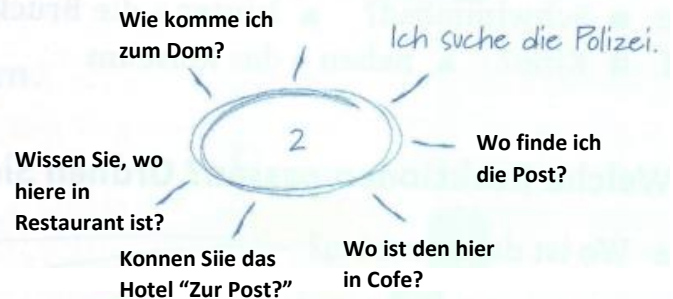 Wie komme ich
zum Dom?
Ich suche die Polizei.
2
Wo finde ich
die Post?
Wissen Sie, wo
hiere in
Restaurant ist?
Konnen Siie das
Hotel “Zur Post?”
Wo ist den hier
in Cofe?